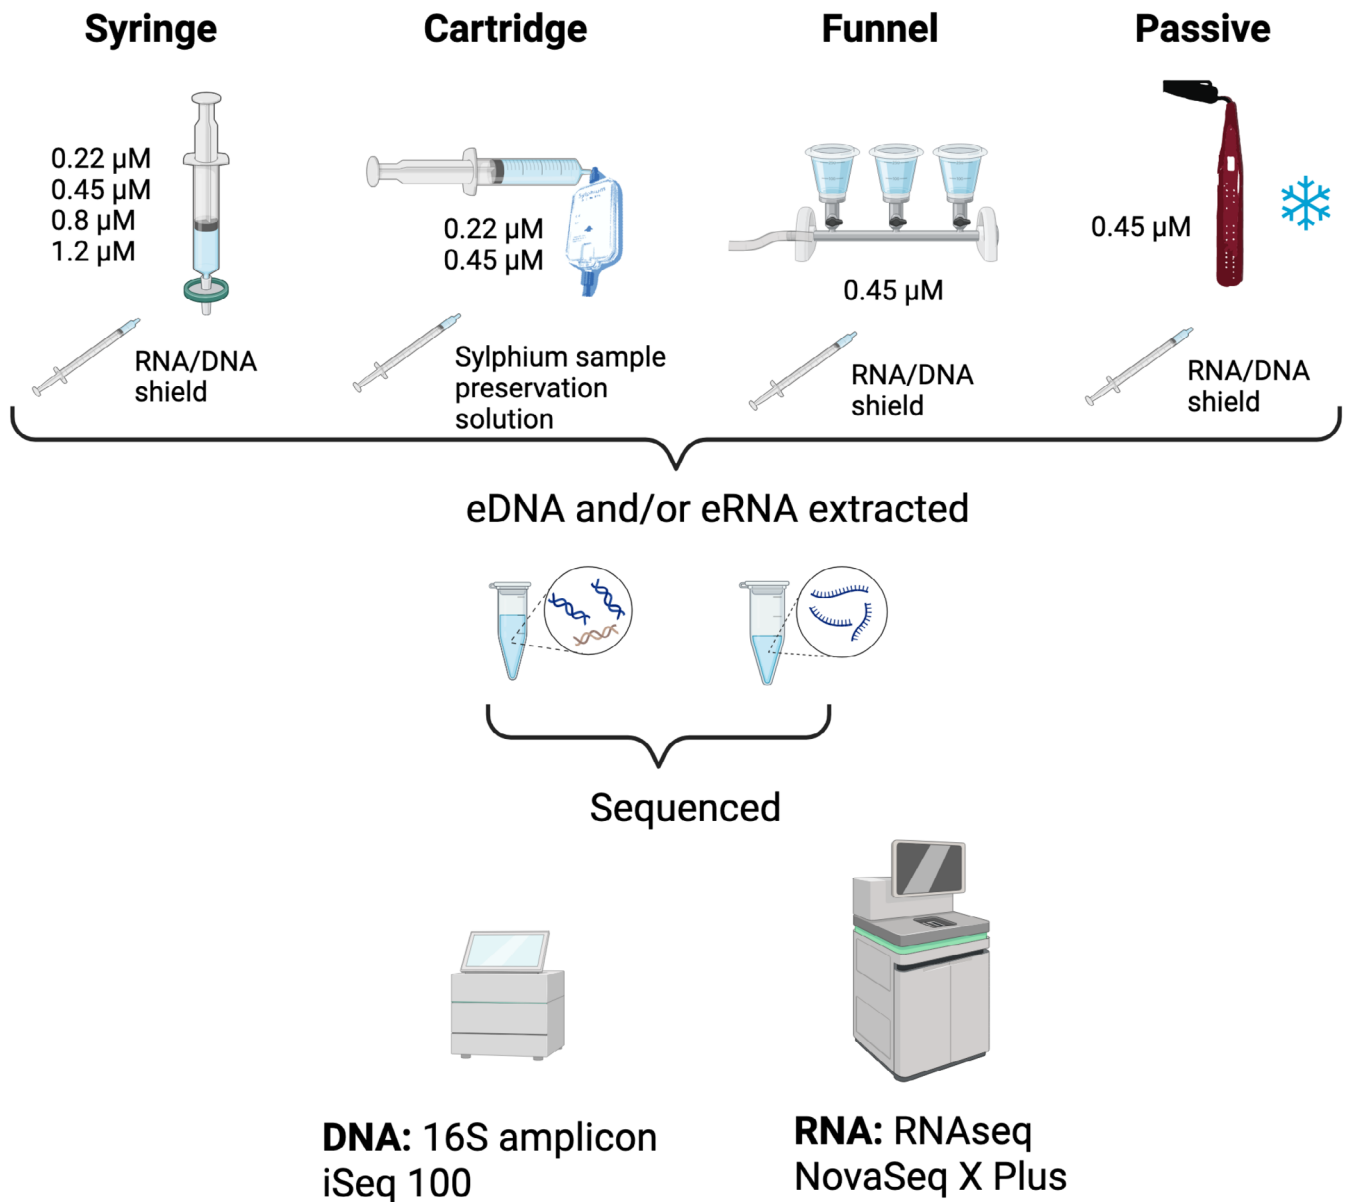 Syringe
Cartridge
Funnel
Passive
0.22 µM
0.45 µM
0.8 µM
1.2 µM
0.22 µM
0.45 µM
0.45 µM
0.45 µM
RNA/DNA
shield
Sylphium sample
preservation
solution
RNA/DNA
shield
RNA/DNA
shield
eDNA and/or eRNA extracted
Sequenced
DNA: 16S amplicon
iSeq 100
RNA: RNAseq
NovaSeq X Plus